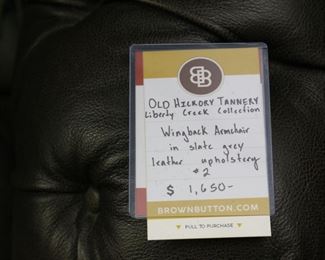 BB
OLD HICKORY TANNERY
Liberty Creek Collection
Wingback Armchair
in slate grey
leather upholstery
#2
$ 1,650-
BROWNBUTTON.COM
▼ PULL TO PURCHASE ▼